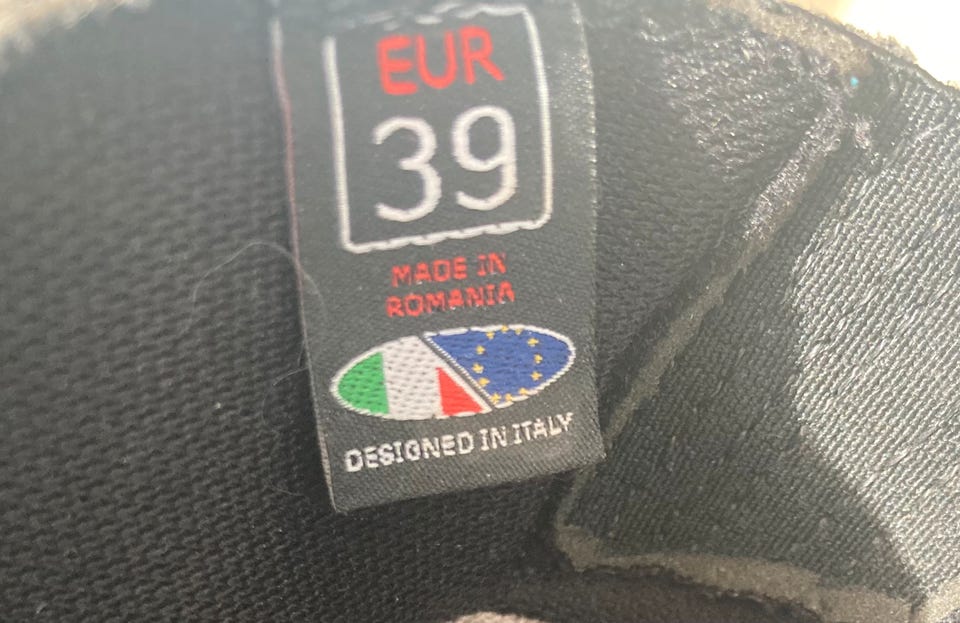 EUR
39
MADE IN
ROMANIA
DESIGNED IN ITALY